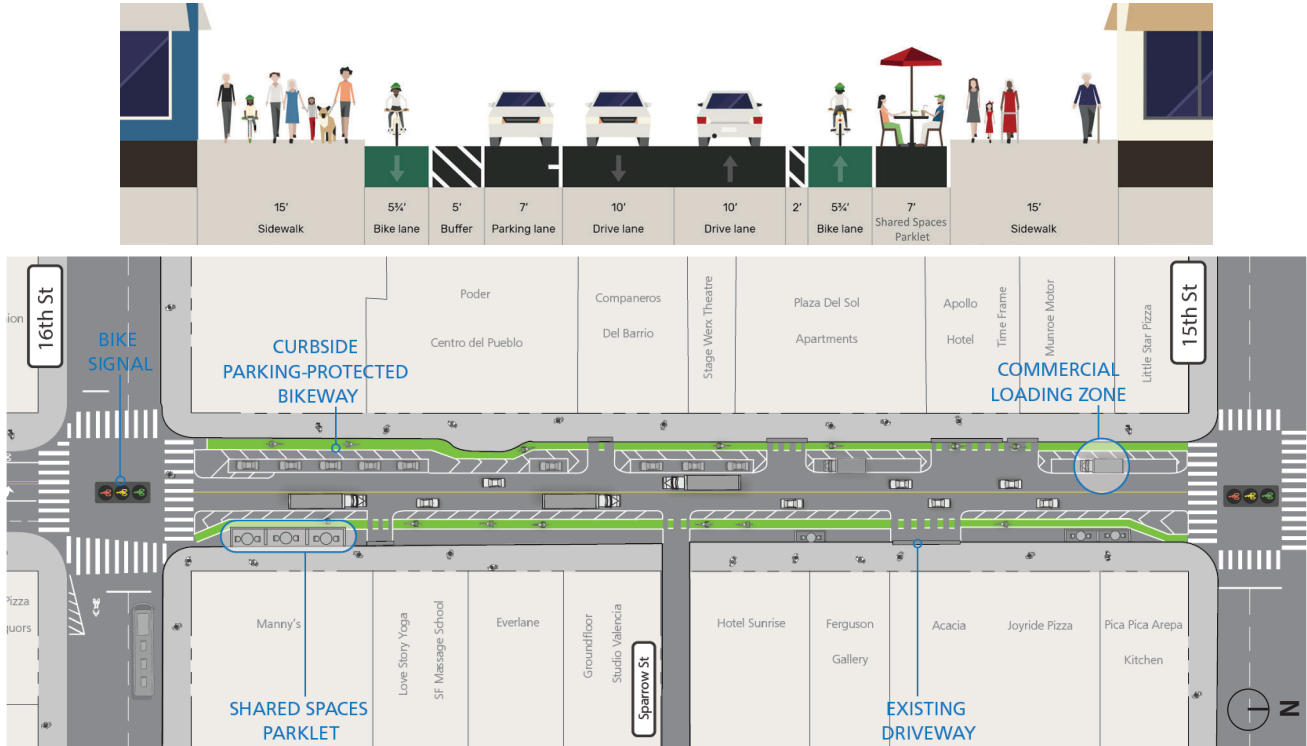 15' 5¾' 5' 7' 10' 10' 2' 5¾' 7' 15'
Sidewalk Bike lane Buffer Parking lane Drive lane Drive lane Bike lane Shared Spaces Sidewalk
Parklet
16th St
15th St
ion
BIKE
SIGNAL
CURBSIDE
PARKING-PROTECTED
BIKEWAY
Poder
Centro del Pueblo
Companeros
Del Barrio
Stage Werx Theatre
Plaza Del Sol
Apartments
Apollo
Hotel
Time Frame
Munroe Motor
COMMERCIAL
LOADING ZONE
Little Star Pizza
Pizza
quors
Manny's
Love Story Yoga
SF Massage School
Everlane
Groundfloor
Studio Valencia
Sparrow St
Hotel Sunrise
Ferguson
Gallery
Acacia
Joyride Pizza
Pica Pica Arepa
Kitchen
SHARED SPACES
PARKLET
EXISTING
DRIVEWAY
N